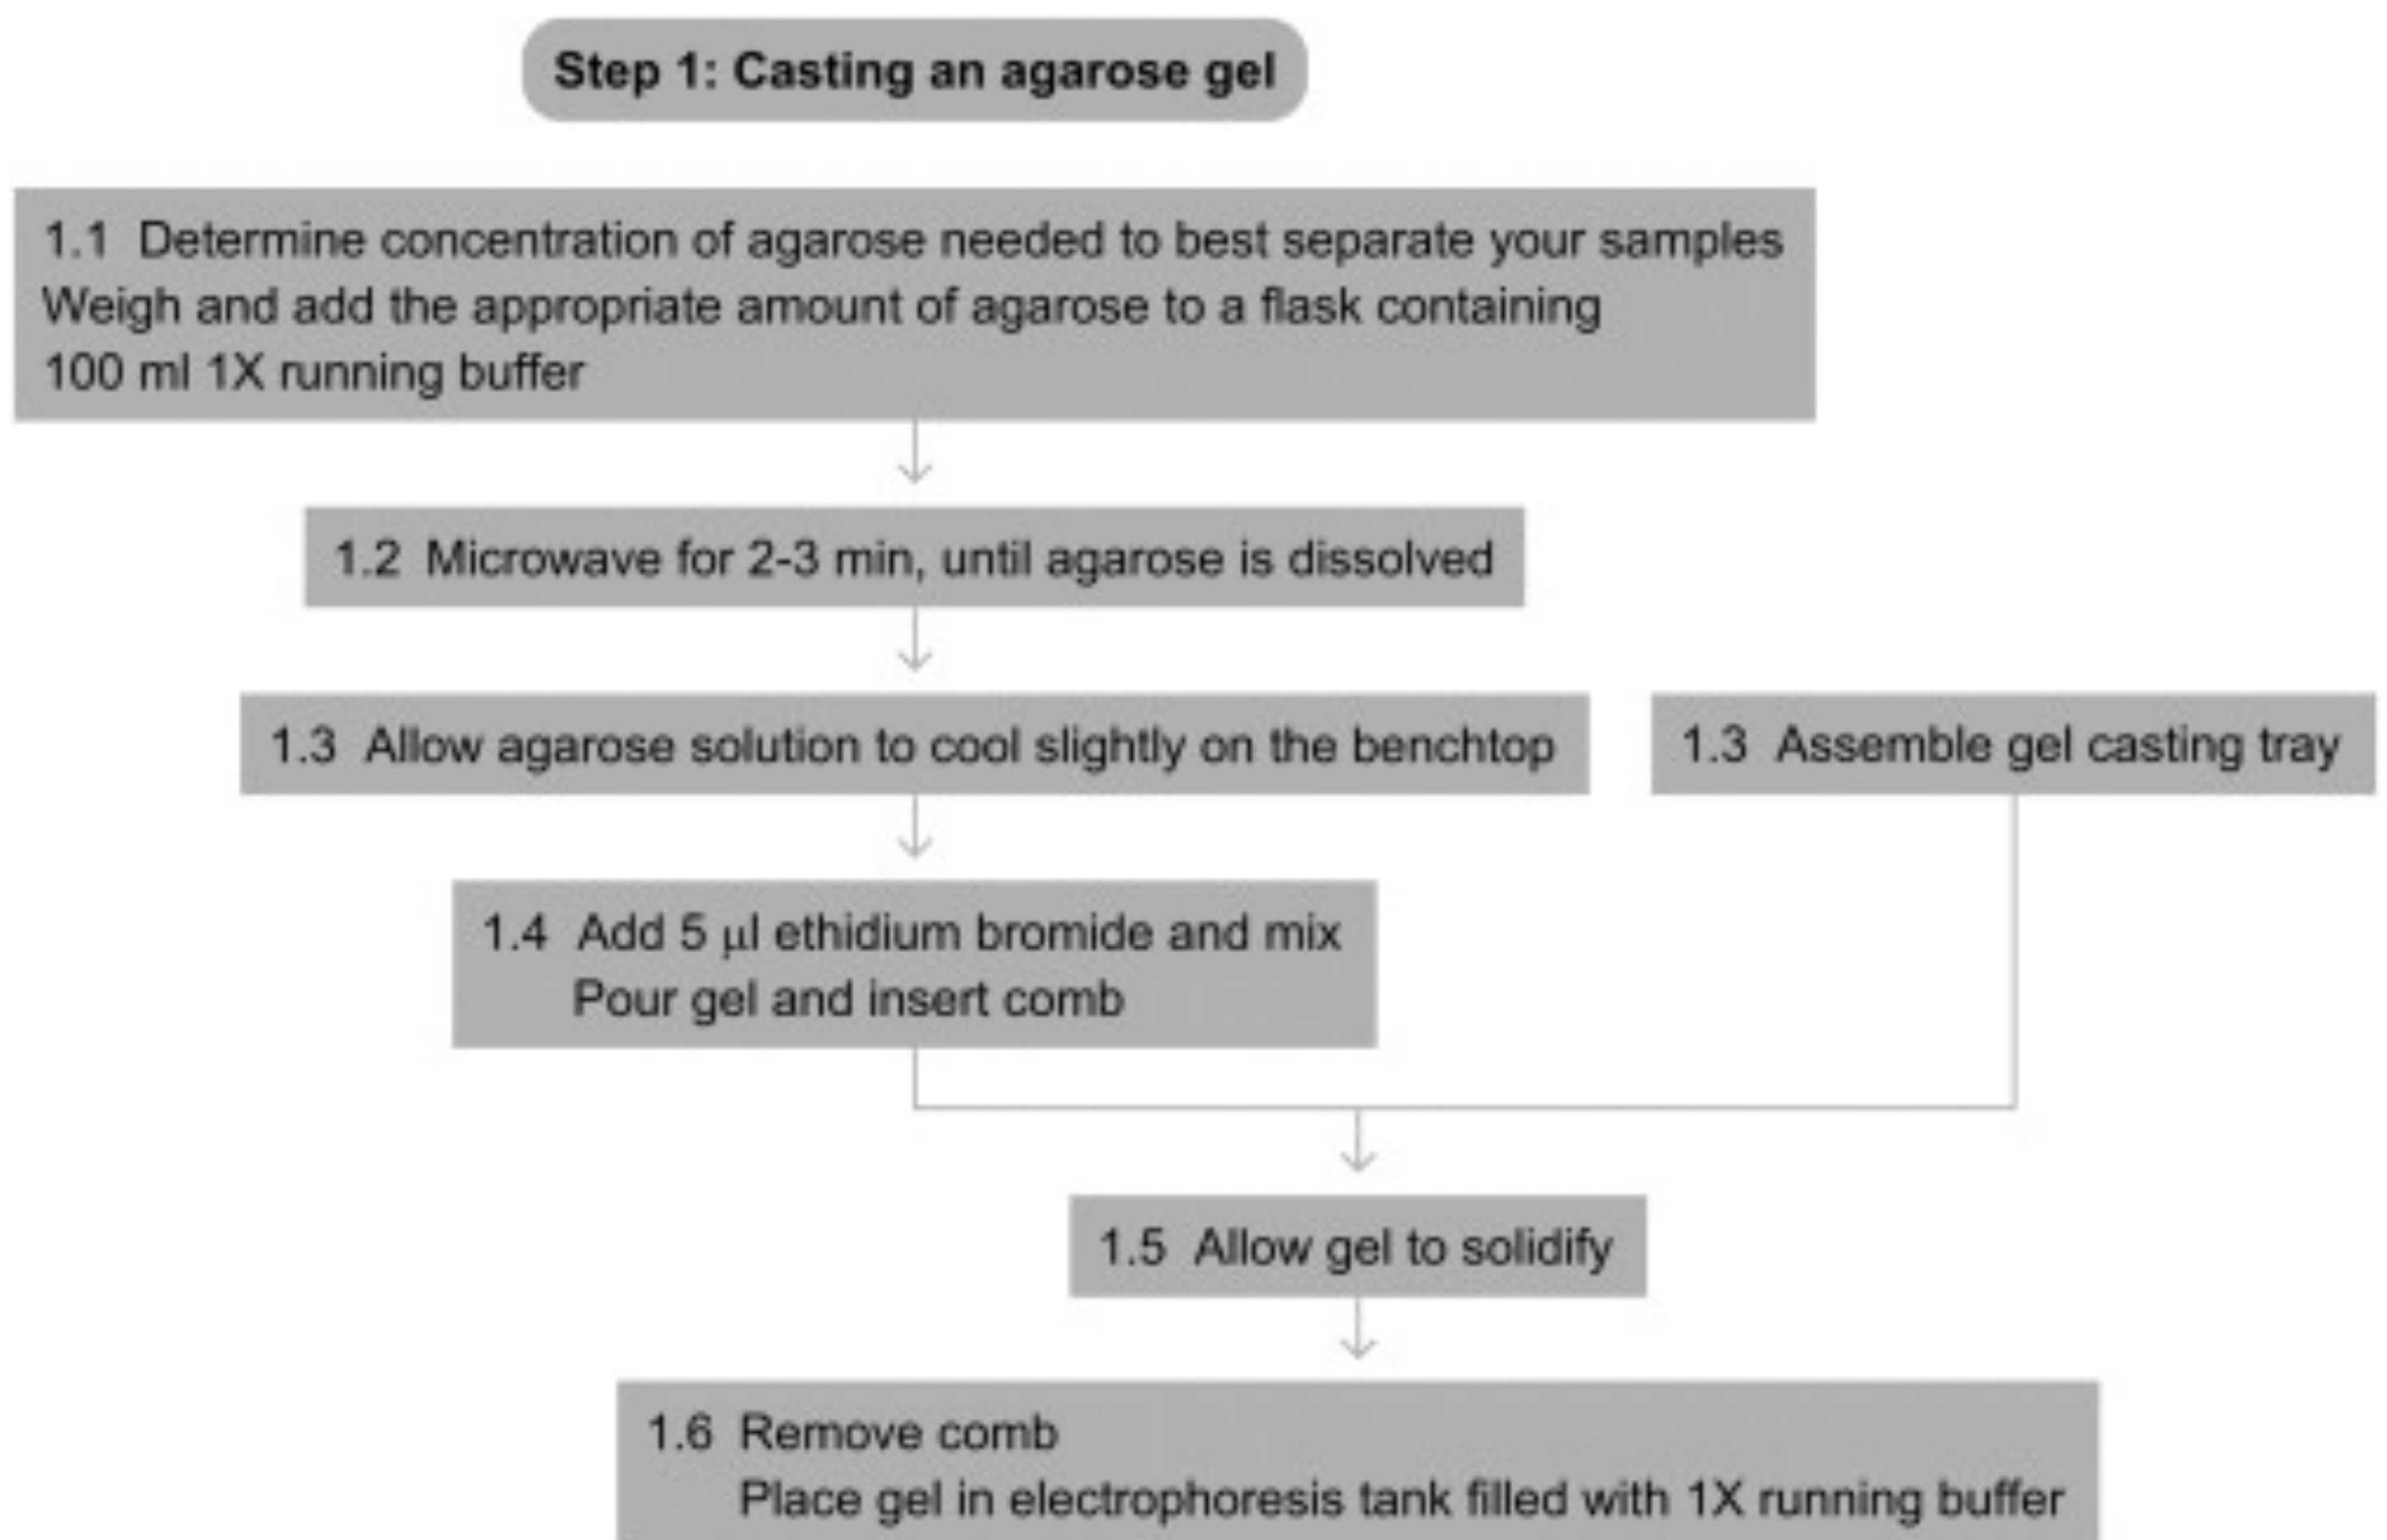 Step 1: Casting an agarose gel
1.1 Determine concentration of agarose needed to best separate your samples
Weigh and add the appropriate amount of agarose to a flask containing
100 ml 1X running buffer
1.2 Microwave for 2-3 min, until agarose is dissolved
1.3 Allow agarose solution to cool slightly on the benchtop
1.3 Assemble gel casting tray
1.4 Add 5 μl ethidium bromide and mix
Pour gel and insert comb
1.5 Allow gel to solidify
1.6 Remove comb
Place gel in electrophoresis tank filled with 1X running buffer